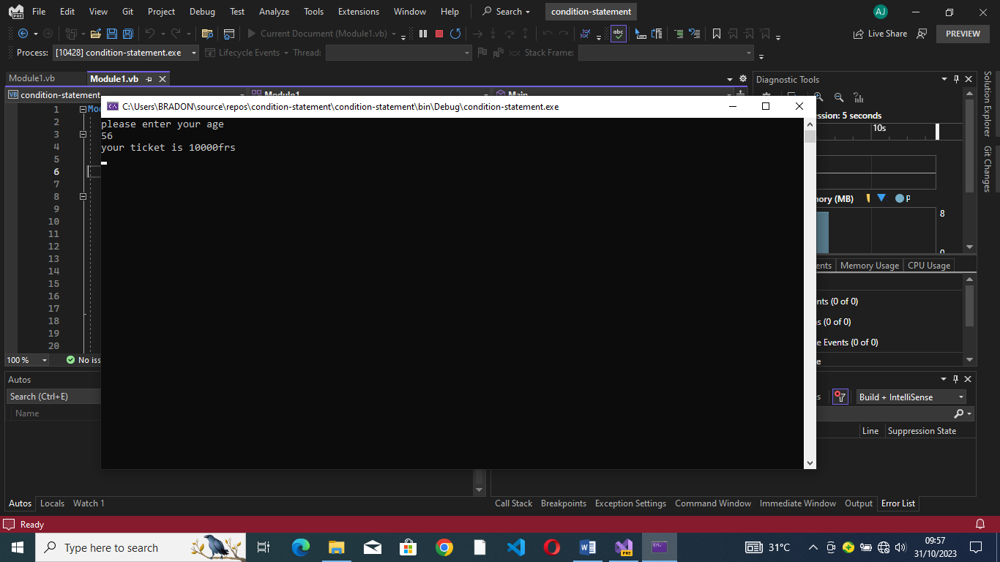 File Edit View Git Project Debug Test Analyze Tools Extensions Window Help Search condition-statement AJ
Current Document (Module1.vb) abc Live Share PREVIEW
Process: [10428] condition-statement.exe Lifecycle Events Thread: Stack Frame:
Module1.vb Module1.vb Diagnostic Tools
VB condition-statement Module1 Main
C:\Users\BRADON\source\repos\condition-statement\condition-statement\bin\Debug\condition-statement.exe
please enter your age
56
your ticket is 10000frs
1 Mod
2
3
4
5
6
7
8
9
10
11
12
13
14
15
16
17
18
19
20
100 % No iss
ssion: 5 seconds
10s
ory (MB) P
8
0
ents Memory Usage CPU Usage
nts (0 of 0)
s (0 of 0)
e Events (0 of 0)
e
Solution Explorer
Git Changes
Autos
Search (Ctrl+E)
Name
s Build + IntelliSense
Line Suppression State
Autos Locals Watch 1
Call Stack Breakpoints Exception Settings Command Window Immediate Window Output Error List
Ready
Type here to search PRE 31°C 09:57
31/10/2023